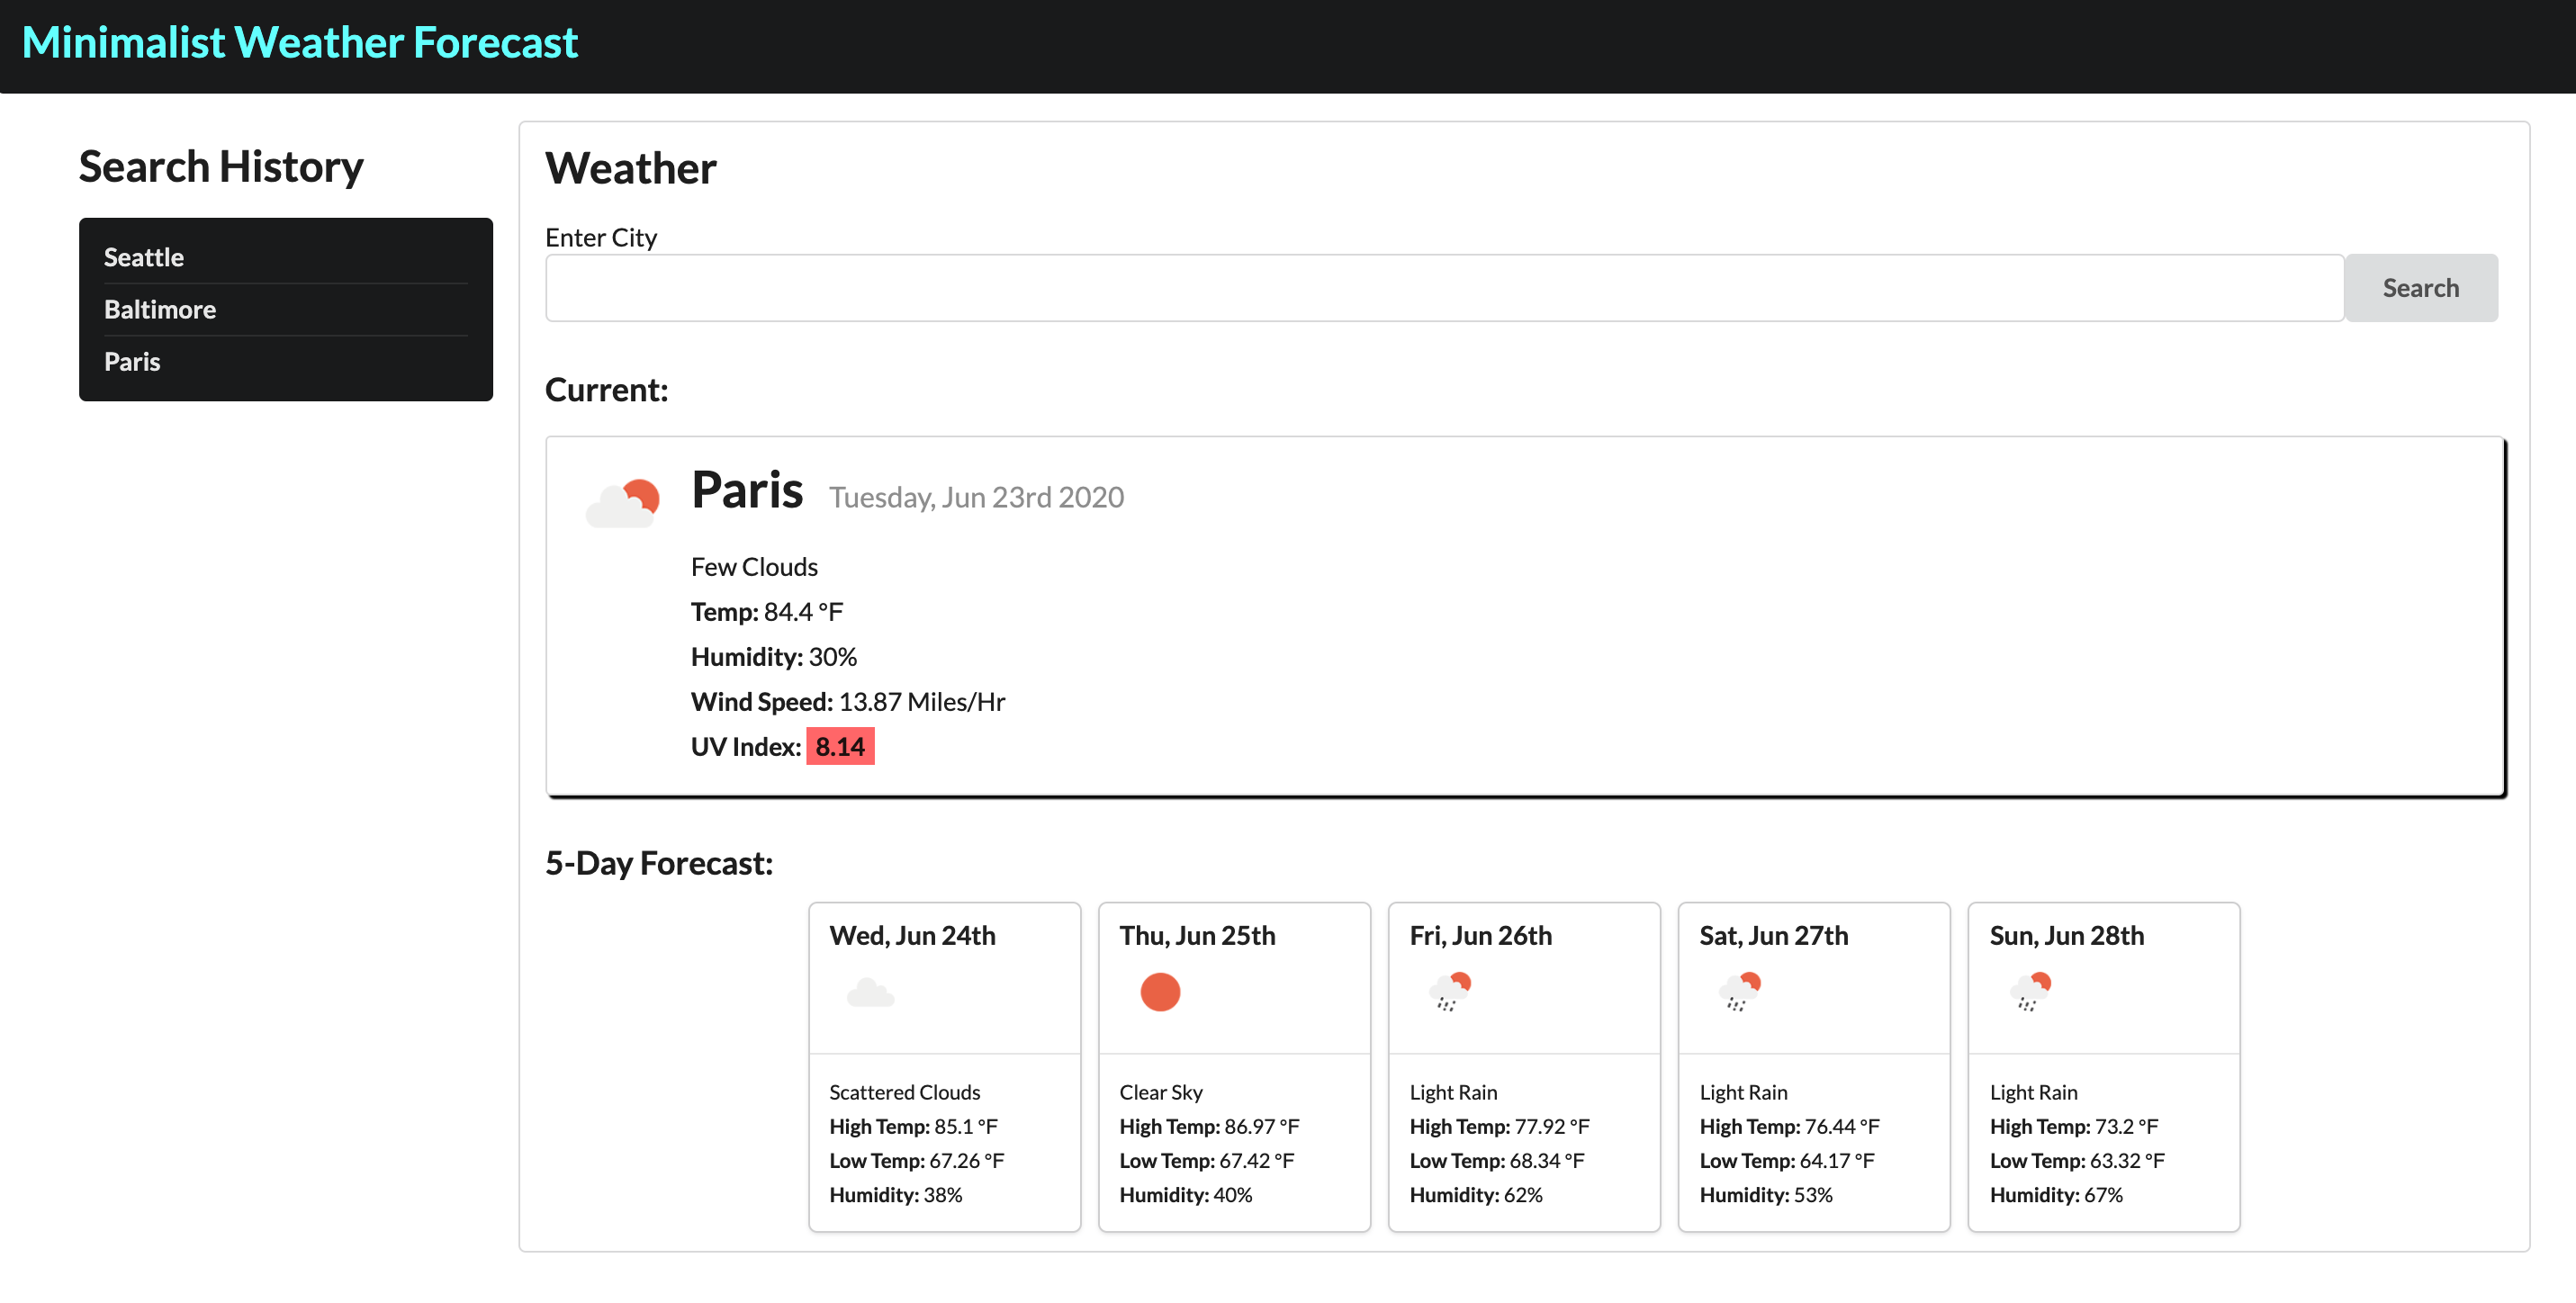 Minimalist Weather Forecast
Search History
Seattle
Baltimore
Paris
Weather
Enter City
Search
Current:
Paris Tuesday, Jun 23rd 2020
Few Clouds
Temp: 84.4 °F
Humidity: 30%
Wind Speed: 13.87 Miles/Hr
UV Index: 8.14
5-Day Forecast:
Wed, Jun 24th
Scattered Clouds
High Temp: 85.1 °F
Low Temp: 67.26 °F
Humidity: 38%
Thu, Jun 25th
Clear Sky
High Temp: 86.97 °F
Low Temp: 67.42 °F
Humidity: 40%
Fri, Jun 26th
Light Rain
High Temp: 77.92 °F
Low Temp: 68.34 °F
Humidity: 62%
Sat, Jun 27th
Light Rain
High Temp: 76.44 °F
Low Temp: 64.17 °F
Humidity: 53%
Sun, Jun 28th
Light Rain
High Temp: 73.2 °F
Low Temp: 63.32 °F
Humidity: 67%